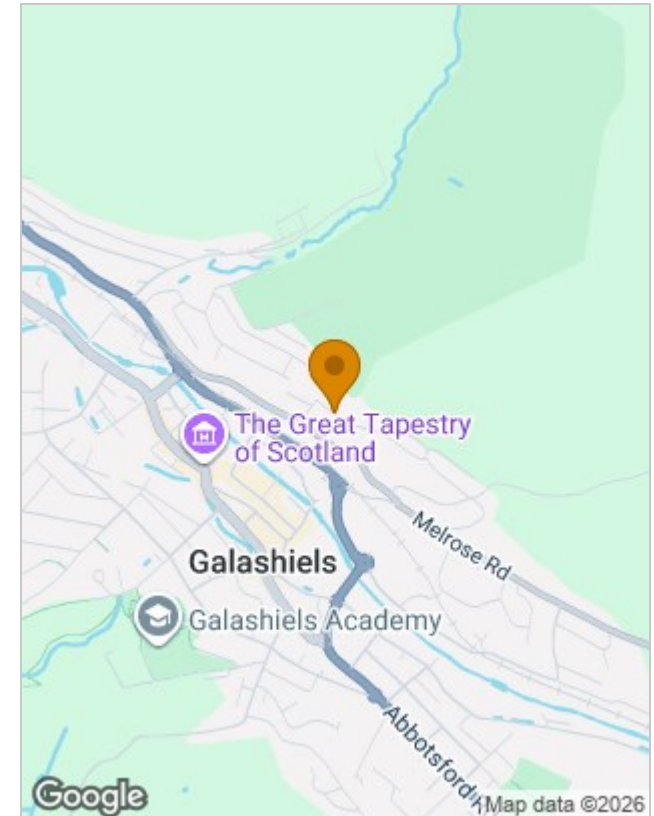 The Great Tapestry
of Scotland
Melrose Rd
Galashiels
Galashiels Academy
Abbotsford
Google
Map data ©2026